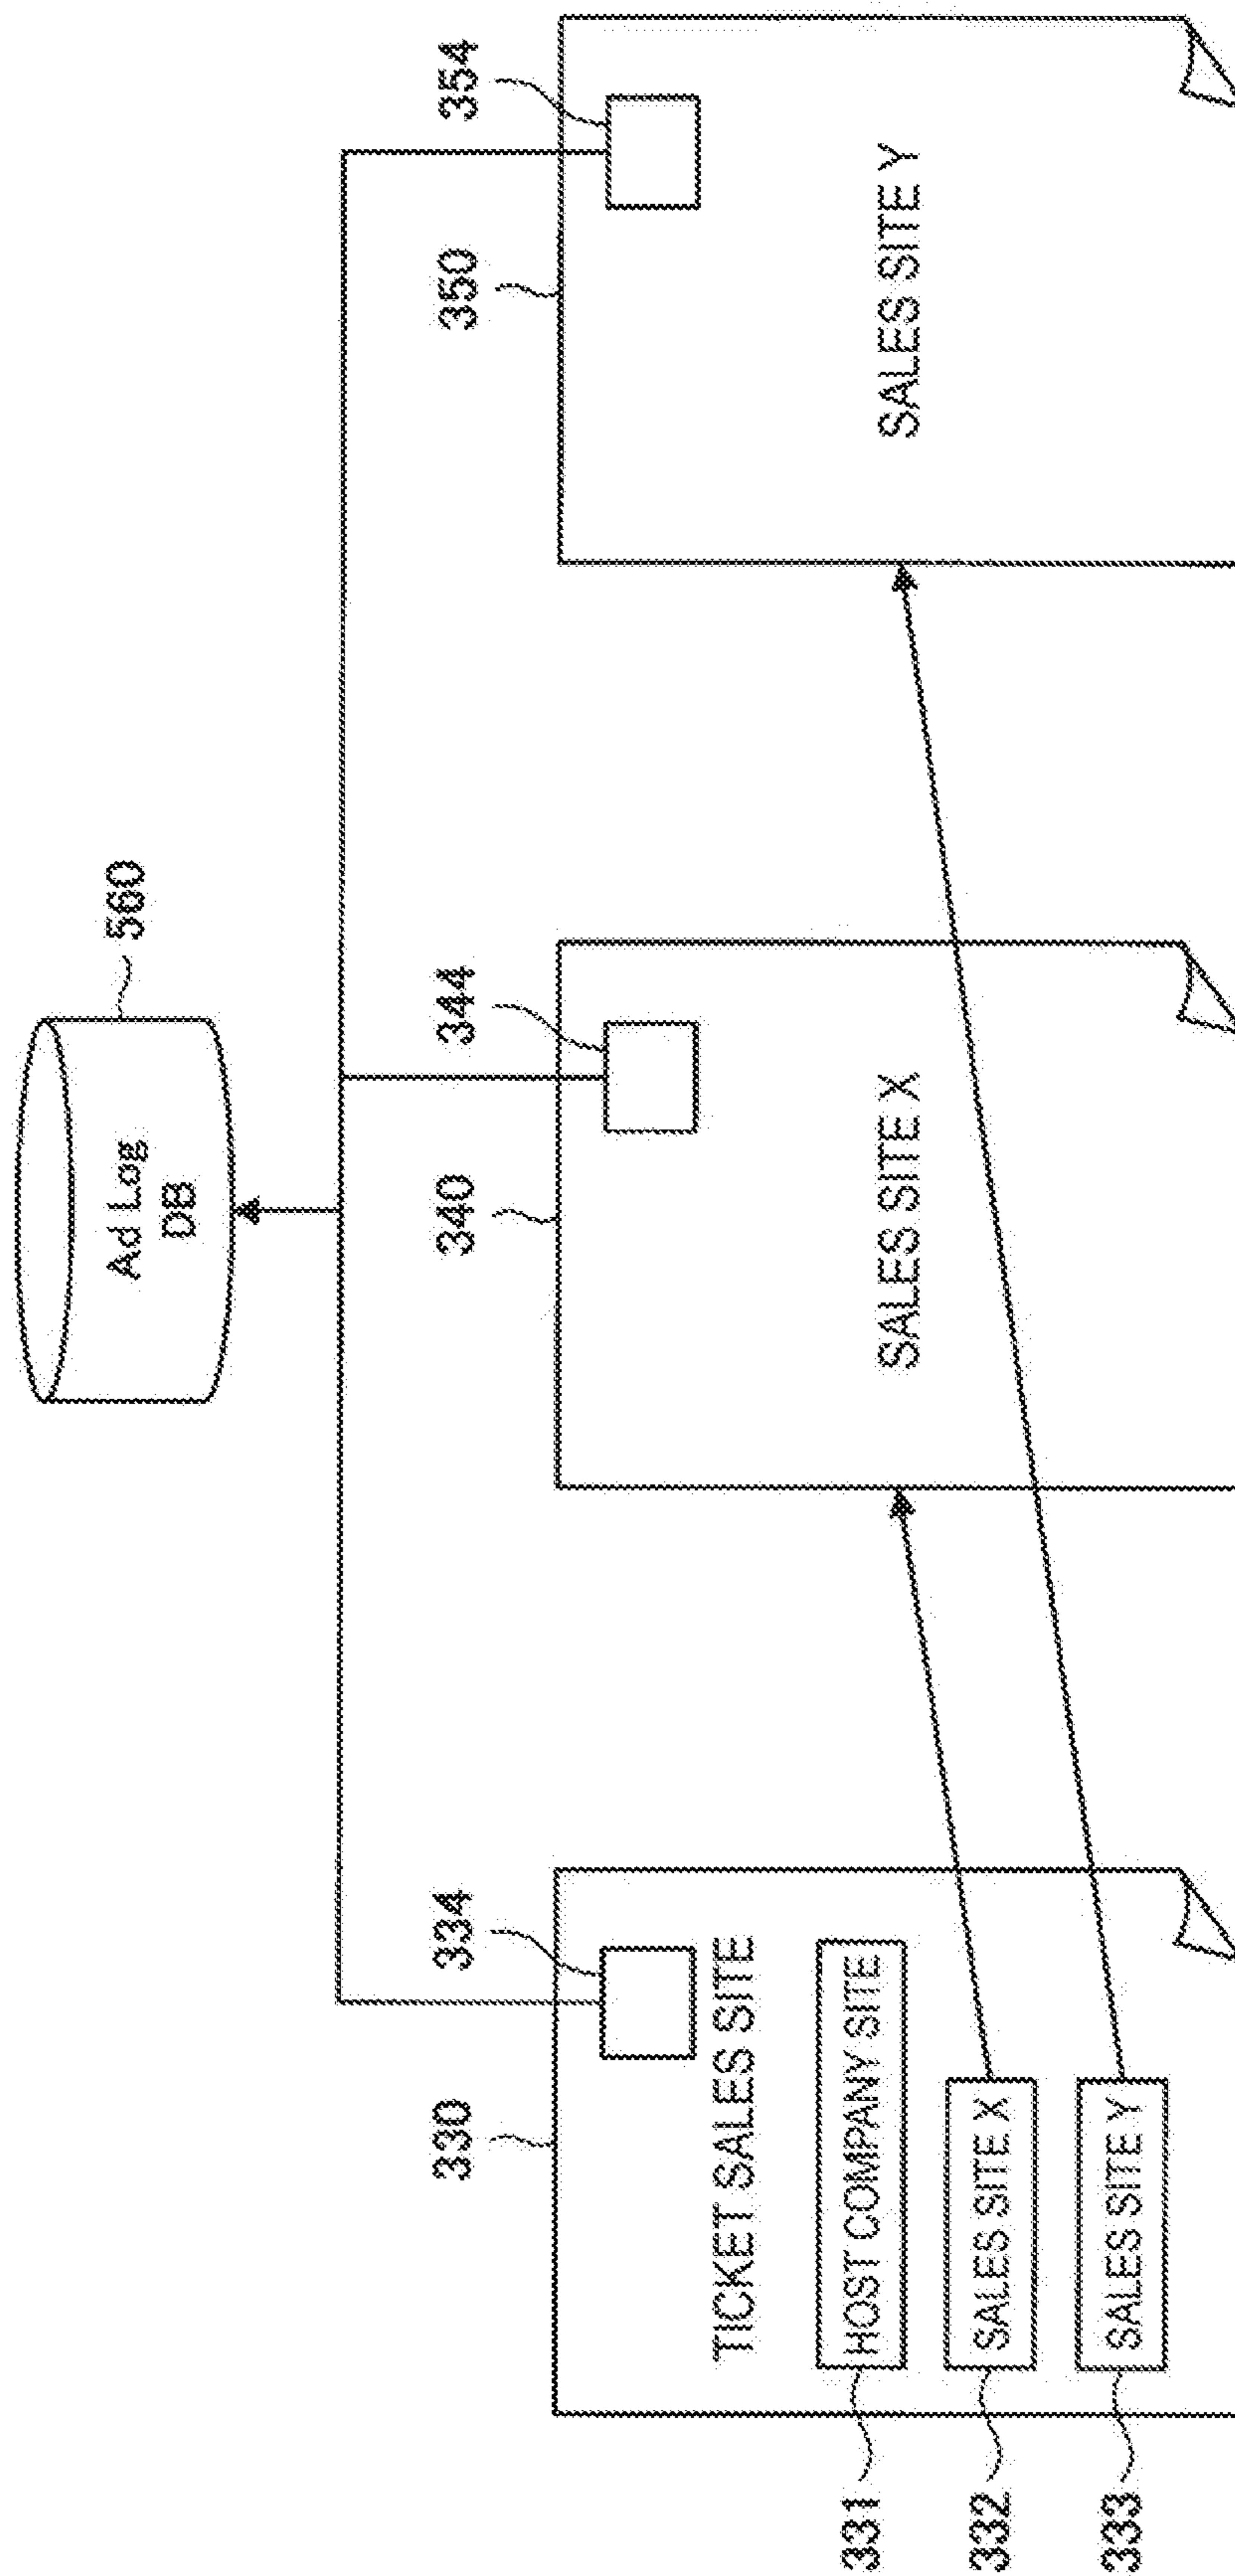 Ad Log
DB
560
330
334
TICKET SALES SITE
331
HOST COMPANY SITE
332
SALES SITE X
333
SALES SITE Y
340
344
SALES SITE X
350
354
SALES SITE Y